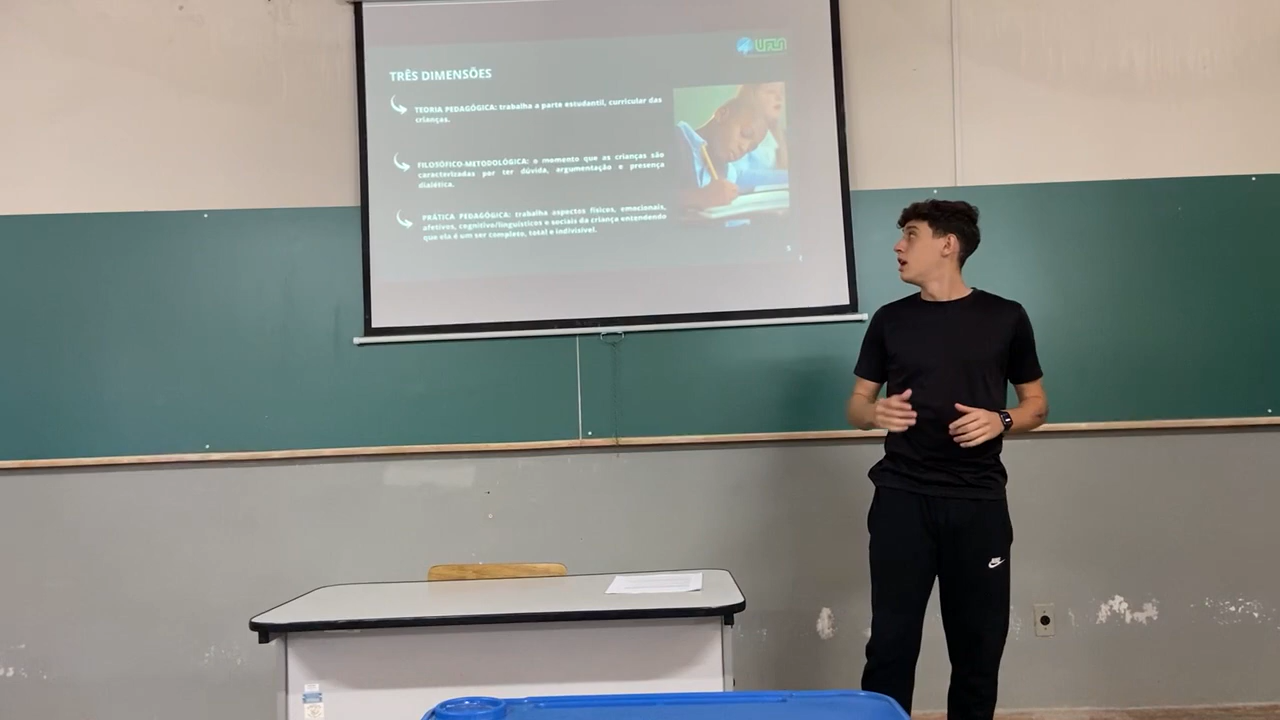 UFLA
TRÊS DIMENSÕES
TEORIA PEDAGÓGICA: trabalha a parte estudantil, curricular das
crianças.
FILOSÓFICO-METODOLÓGICA: o momento que as crianças são
caracterizadas por ter dúvida, argumentação e presença
dialética.
PRÁTICA PEDAGÓGICA: trabalha aspectos físicos, emocionais,
afetivos, cognitivo/linguísticos e sociais da criança entendendo
que ela é um ser completo, total e indivisível.